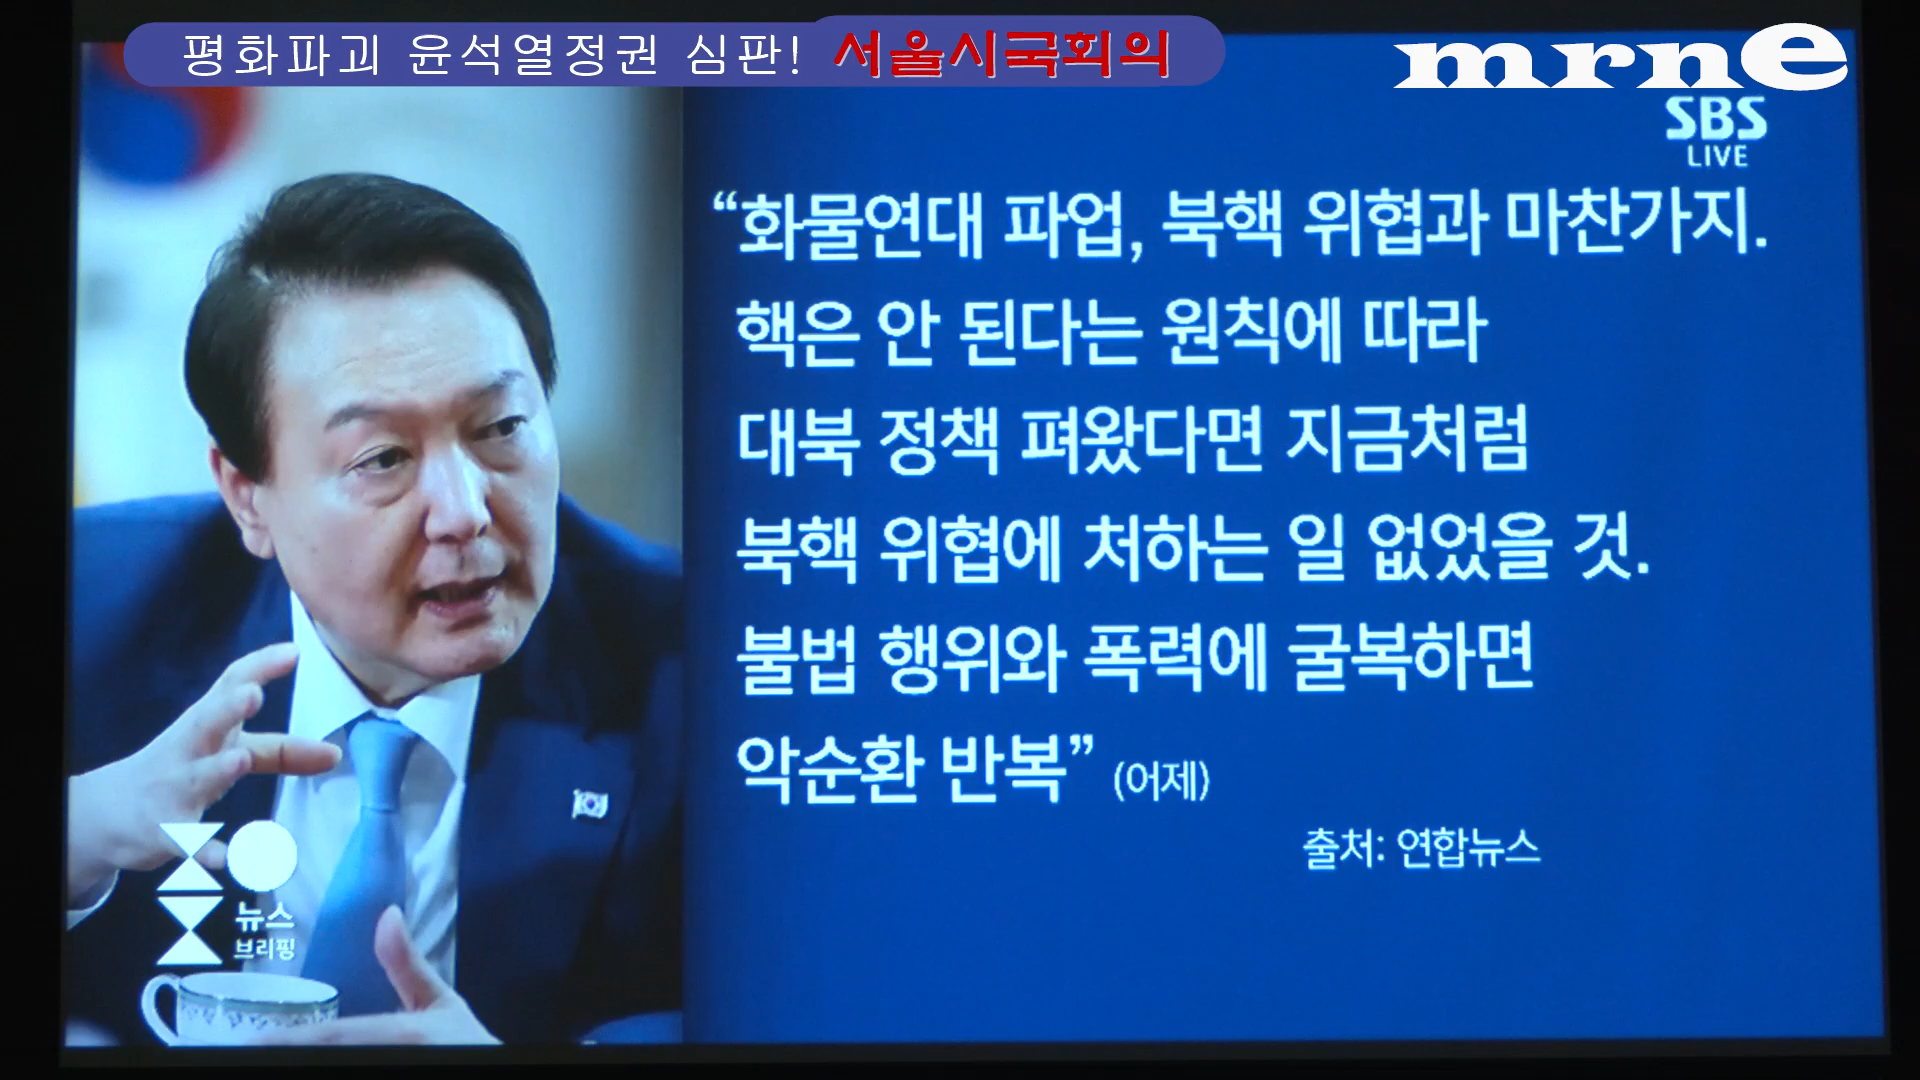 평화파괴 윤석열정권 심판! 서울시국회의
mrne
SBS
LIVE
“화물연대 파업, 북핵 위협과 마찬가지.
핵은 안 된다는 원칙에 따라
대북 정책 펴왔다면 지금처럼
북핵 위협에 처하는 일 없었을 것.
불법 행위와 폭력에 굴복하면
악순환 반복” (어제)
출처: 연합뉴스
뉴스
브리핑